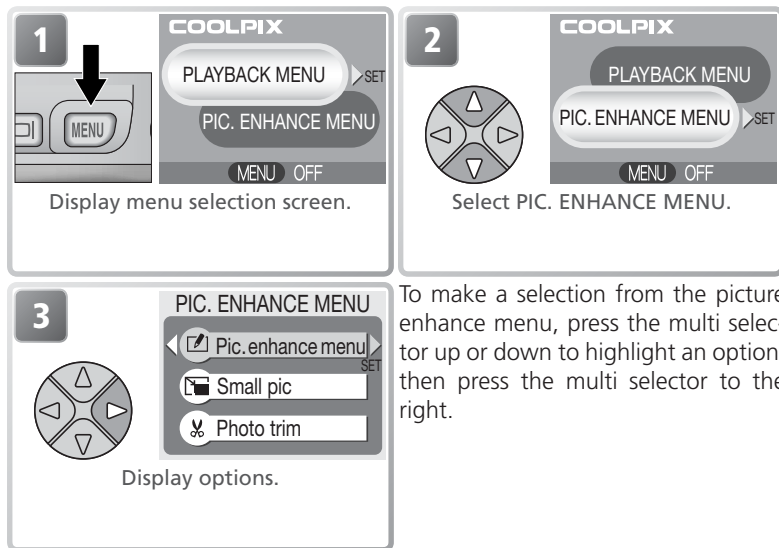 1
COOLPIX
PLAYBACK MENU
SET
PIC. ENHANCE MENU
MENU
MENU OFF
Display menu selection screen.
2
COOLPIX
PLAYBACK MENU
PIC. ENHANCE MENU
SET
MENU OFF
Select PIC. ENHANCE MENU.
3
PIC. ENHANCE MENU
Pic. enhance menu
SET
Small pic
Photo trim
Display options.
To make a selection from the picture
enhance menu, press the multi selec-
tor up or down to highlight an option
then press the multi selector to the
right.